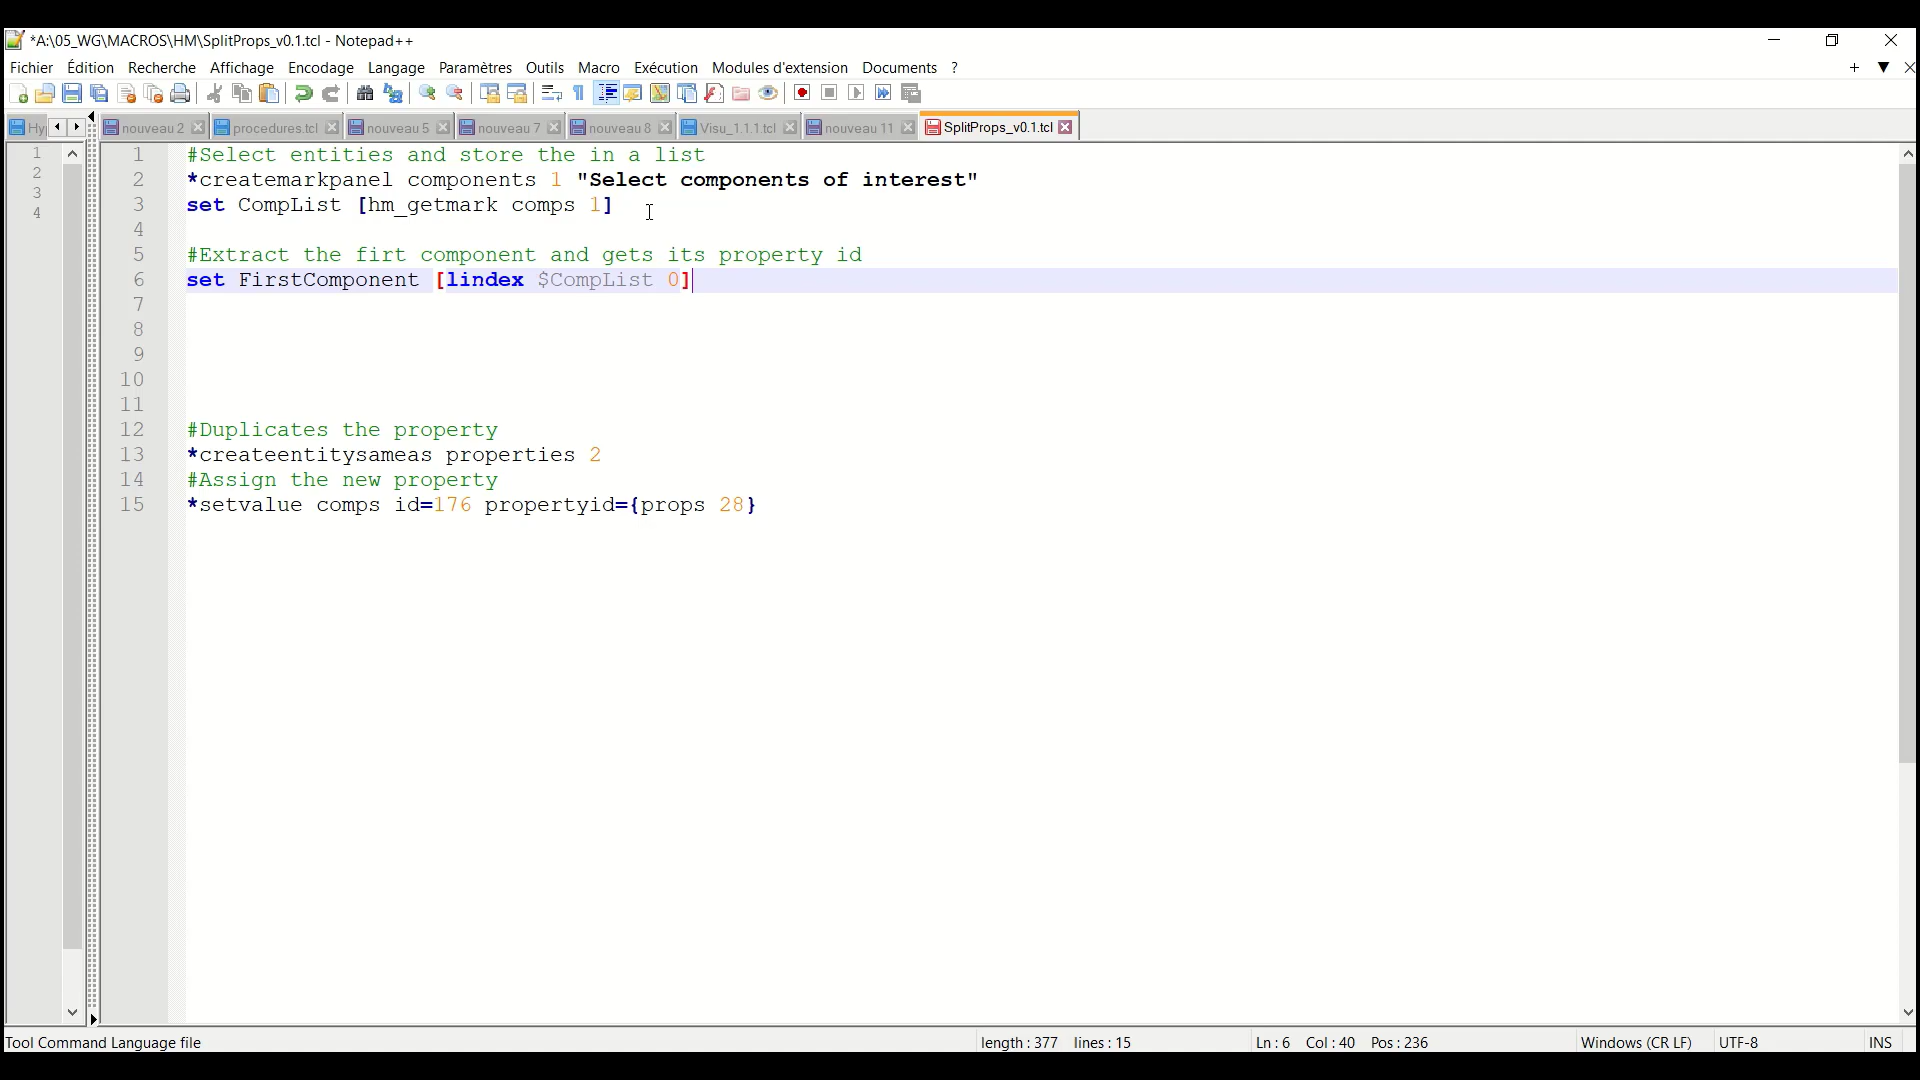 *A:\05_WG\MACROS\HM\SplitProps_v0.1.tcl - Notepad++
Fichier Édition Recherche Affichage Encodage Langage Paramètres Outils Macro Exécution Modules d'extension Documents ?
Hy nouveau 2 procedures.tcl nouveau 5 nouveau 7 nouveau 8 Visu_1.1.1.tcl nouveau 11 SplitProps_v0.1.tcl
1
2
3
4
1 #Select entities and store the in a list
2 *createmarkpanel components 1 "Select components of interest"
3 set CompList [hm_getmark comps 1]
4
5 #Extract the firt component and gets its property id
6 set FirstComponent [lindex $CompList 0]
7
8
9
10
11
12 #Duplicates the property
13 *createentitysameas properties 2
14 #Assign the new property
15 *setvalue comps id=176 propertyid={props 28}
Tool Command Language file length : 377 lines : 15 Ln : 6 Col : 40 Pos : 236 Windows (CR LF) UTF-8 INS